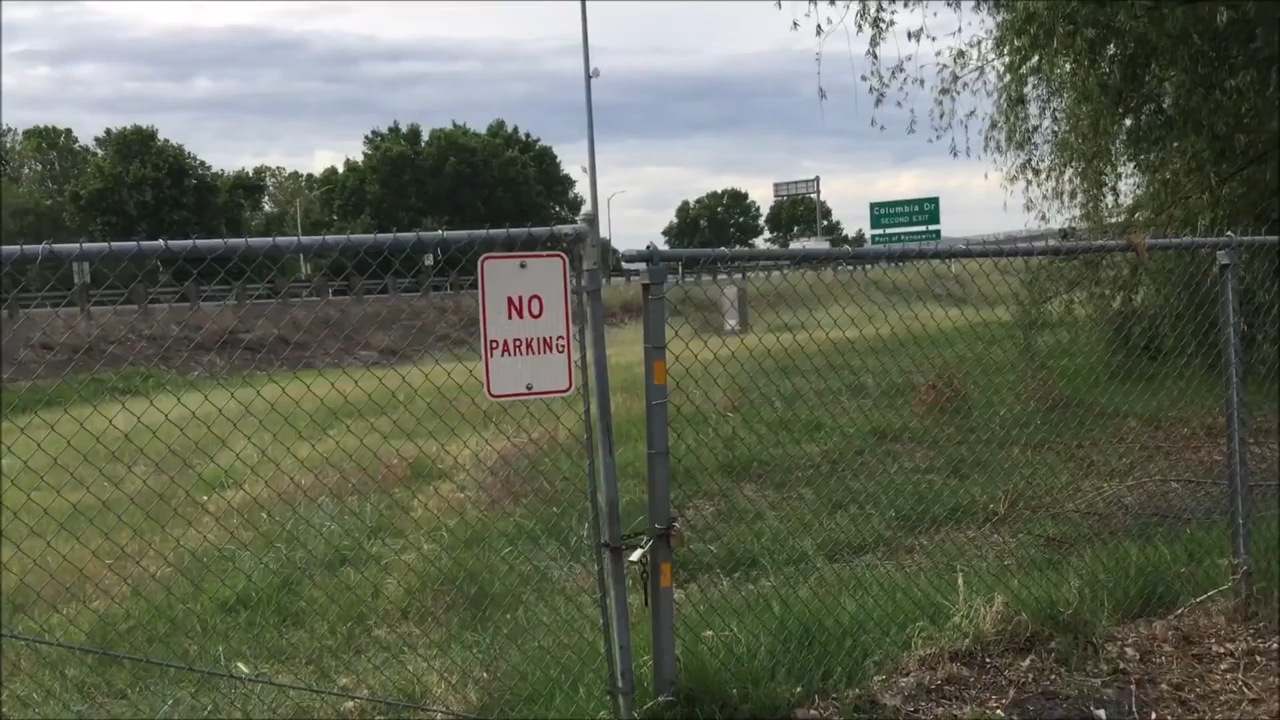 NO
PARKING
Columbia Dr
SECOND EXIT
Port of Kennewick